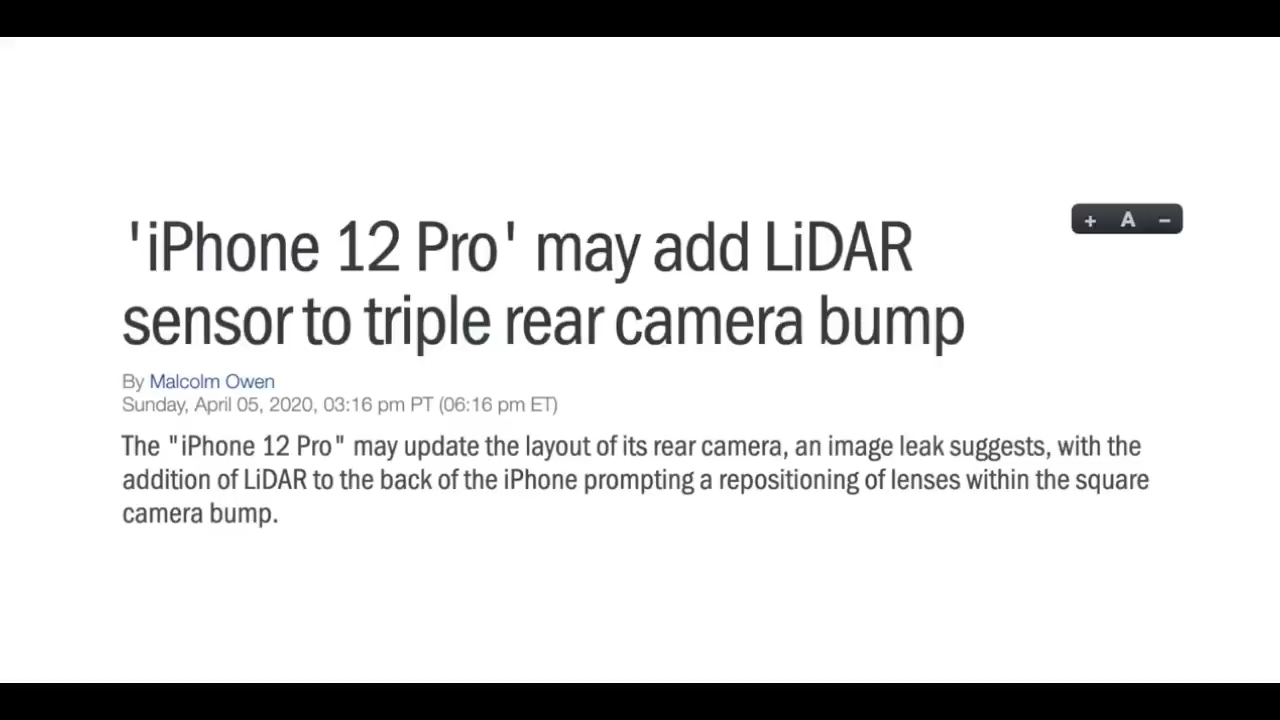 'iPhone 12 Pro' may add LiDAR
sensor to triple rear camera bump
+ A −
By Malcolm Owen
Sunday, April 05, 2020, 03:16 pm PT (06:16 pm ET)
The "iPhone 12 Pro" may update the layout of its rear camera, an image leak suggests, with the
addition of LiDAR to the back of the iPhone prompting a repositioning of lenses within the square
camera bump.